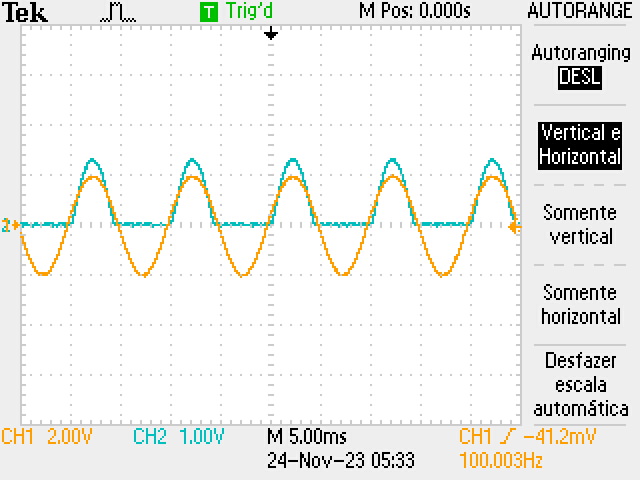 Tek T Trig'd M Pos: 0.000s AUTORANGE
Autoranging
DESL
Vertical e
Horizontal
Somente
vertical
Somente
horizontal
Desfazer
escala
automática
2
CH1 2.00V CH2 1.00V M 5.00ms CH1 -41.2mV
24-Nov-23 05:33 100.003Hz